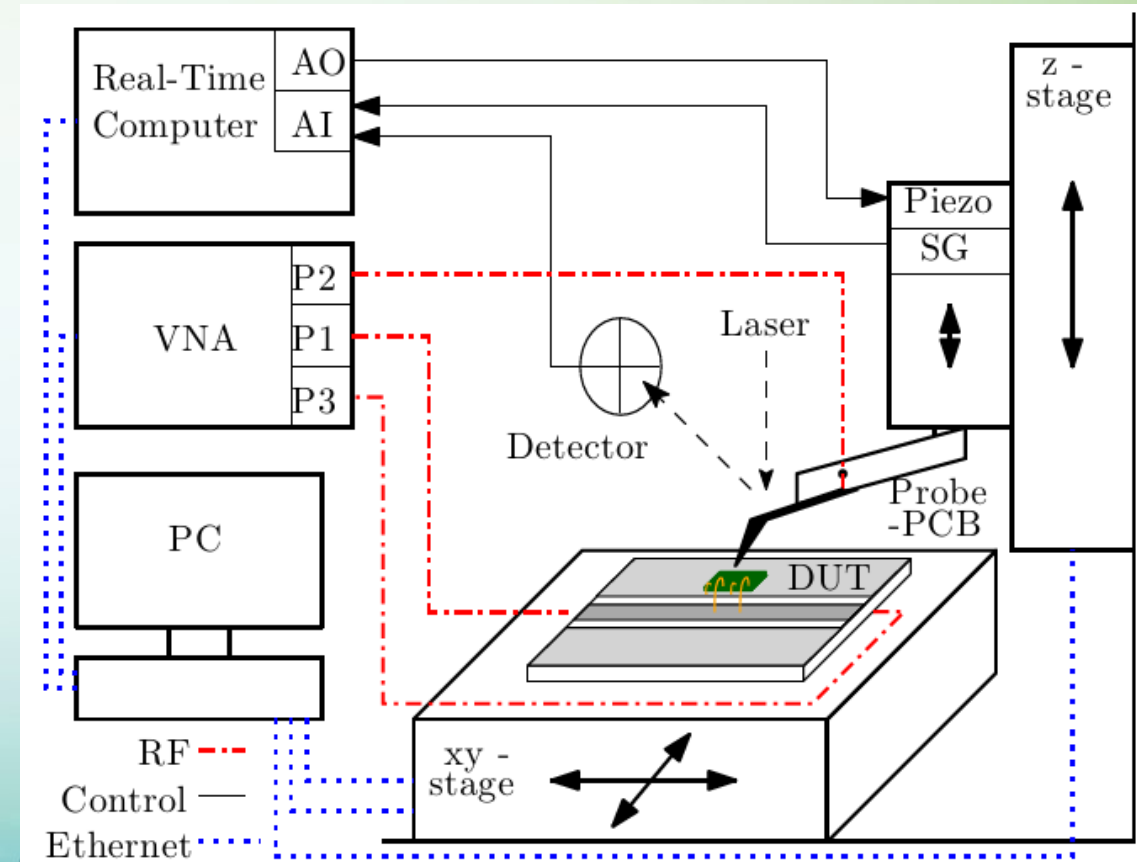 Real-Time
Computer
AO
AI
z -
stage
Piezo
SG
VNA
P2
P1
P3
Laser
Detector
Probe
-PCB
PC
DUT
xy -
stage
RF
Control
Ethernet